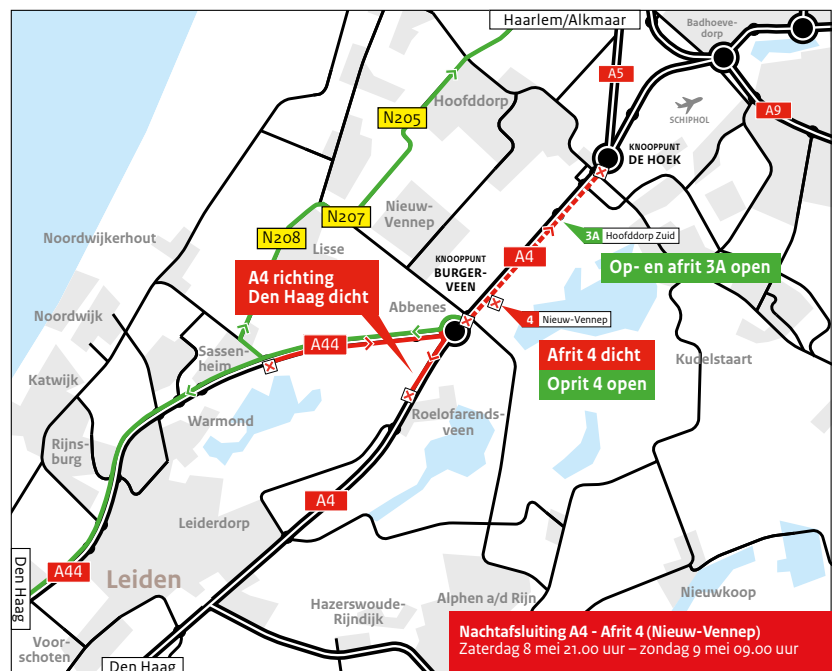 Haarlem/Alkmaar
Badhoeve-
dorp
A5
A9
Hoofddorp
N205
SCHIPHOL
KNOOPPUNT
DE HOEK
Nieuw-
Vennep
N207
N208
Lisse
Noordwijkerhout
3A Hoofddorp Zuid
A4
KNOOPPUNT
BURGER-
VEEN
Op- en afrit 3A open
A4 richting
Den Haag dicht
Abbenes
4 Nieuw-Vennep
Noordwijk
Sassen-
heim
A44
Afrit 4 dicht
Oprit 4 open
Kudelstaart
Katwijk
Warmond
Roelofarends-
veen
Rijns-
burg
A4
Leiderdorp
Den Haag
A44
Leiden
Hazerswoude-
Rijndijk
Alphen a/d Rijn
Nieuwkoop
Voor-
schoten
Den Haag
Nachtafsluiting A4 - Afrit 4 (Nieuw-Vennep)
Zaterdag 8 mei 21.00 uur – zondag 9 mei 09.00 uur